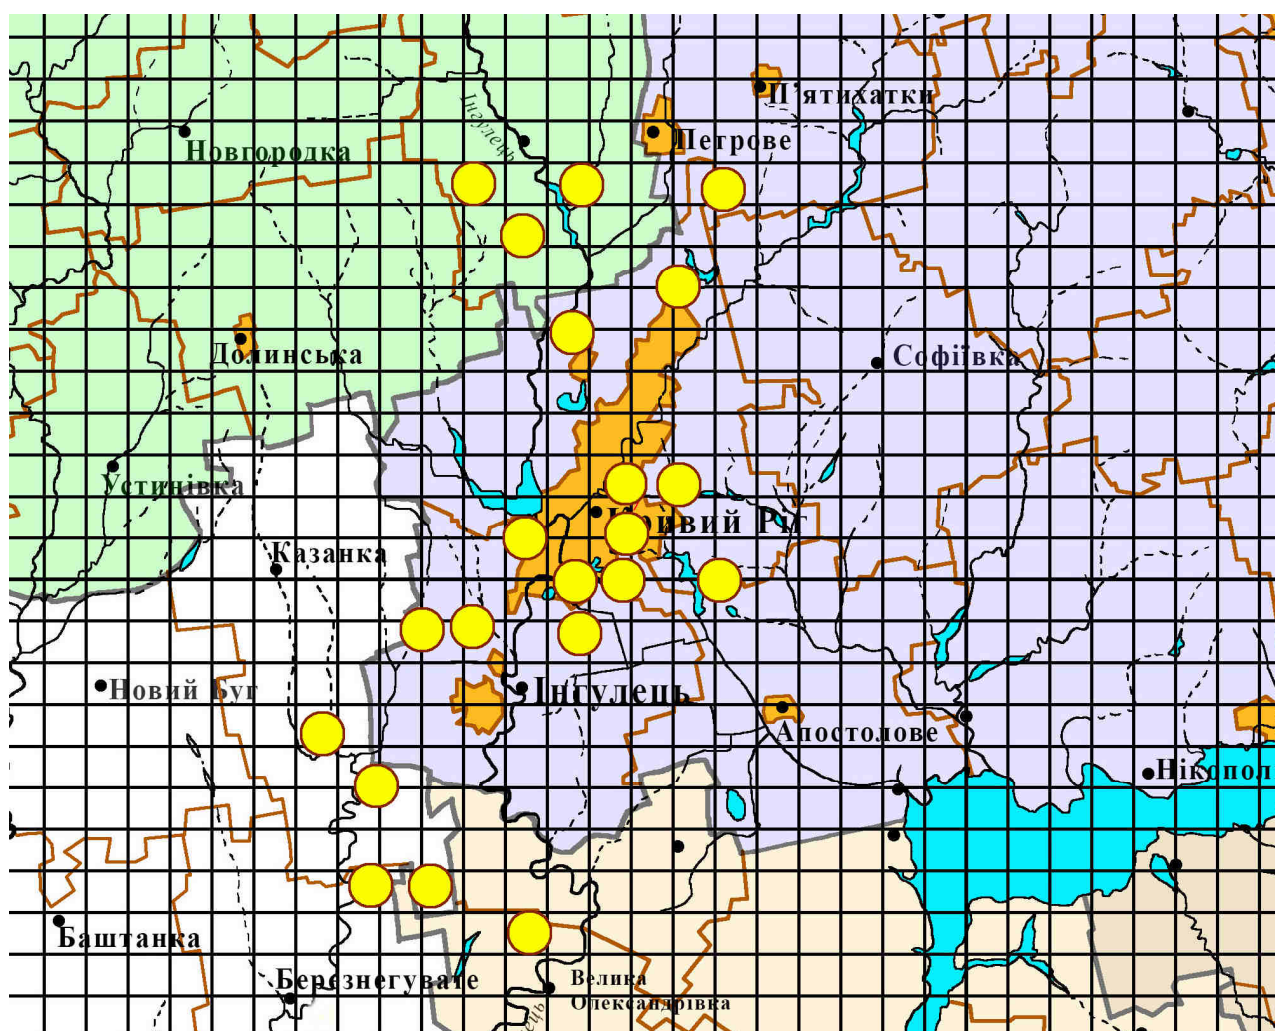 П’ятихатки
Інгулець
Петрове
Новгородка
Долинська
Софіївка
Устинівка
Кривий Ріг
Казанка
Новий Буг
Інгулець
Апостолове
Нікопол
Баштанка
Березнегувате
Велика
Олександрівка
ець